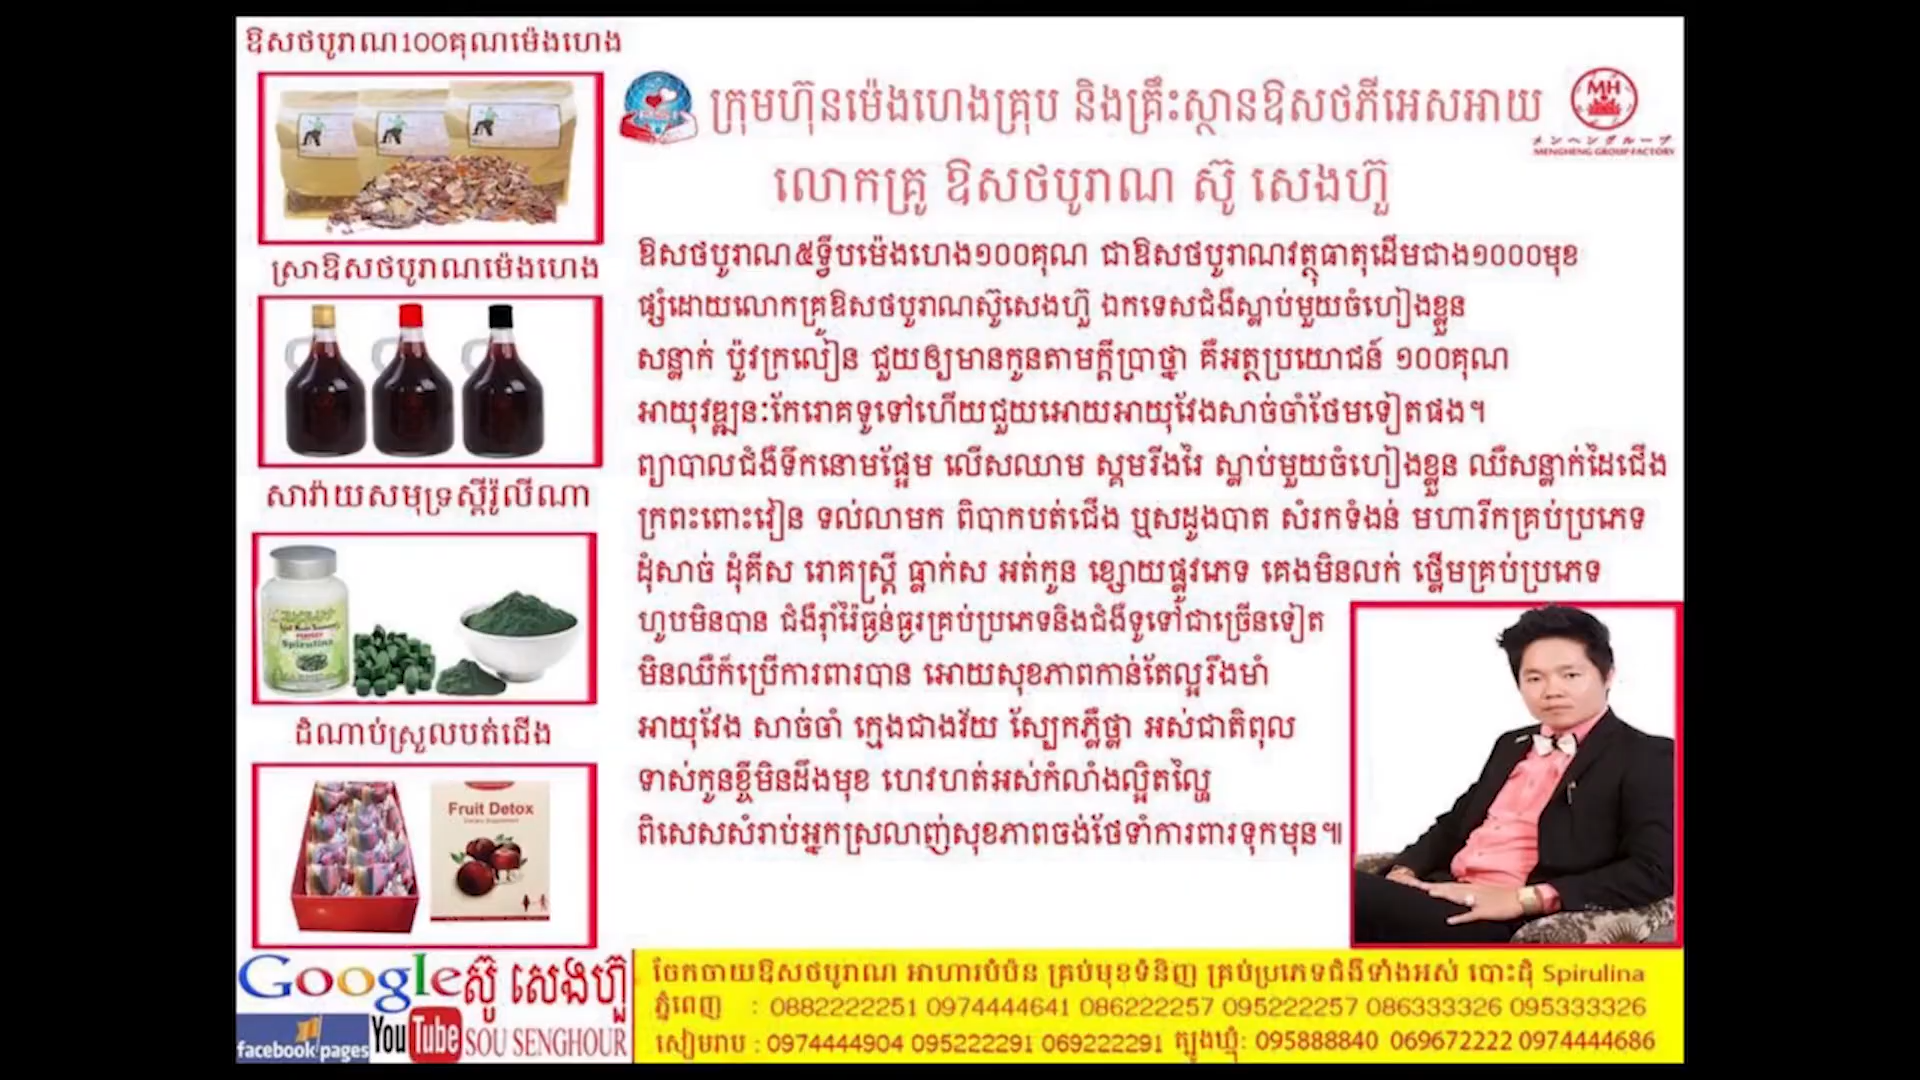 ឱសថបូរាណ100គុណម៉េងហេង
ស្រាឱសថបូរាណម៉េងហេង
សារ៉ាយសមុទ្រស្ពីរ៉ូលីណា
Spirulina
ដំណាប់ស្រួលបត់ជើង
Fruit Detox
ក្រុមហ៊ុនម៉េងហេងគ្រុប និងគ្រឹះស្ថានឱសថភីអេសអាយ
MH
メンヘングループ
MENGHENG GROUP FACTORY
លោកគ្រូ ឱសថបូរាណ ស៊ូ សេងហ៊ួ
ឱសថបូរាណ៥ទ្វីបម៉េងហេង១០០គុណ ជាឱសថបូរាណវត្ថុធាតុដើមជាង១០០០មុខ
ផ្សំដោយលោកគ្រូឱសថបូរាណស៊ូសេងហ៊ួ ឯកទេសជំងឺស្លាប់មួយចំហៀងខ្លួន
សន្លាក់ ប៉ូវក្រលៀន ជួយឲ្យមានកូនតាមក្តីប្រាថ្នា គឺអត្ថប្រយោជន៍ ១០០គុណ
អាយុវឌ្ឍនៈកែរោគទូទៅហើយជួយអោយអាយុវែងសាច់ចាំថែមទៀតផង។
ព្យាបាលជំងឺទឹកនោមផ្អែម លើសឈាម ស្គមរីងរៃ ស្លាប់មួយចំហៀងខ្លួន ឈឺសន្លាក់ដៃជើង
ក្រពះពោះវៀន ទល់លាមក ពិបាកបត់ជើង ឬសដូងបាត សំរកទំងន់ មហារីកគ្រប់ប្រភេទ
ដុំសាច់ ដុំគីស រោគស្ត្រី ធ្លាក់ស អត់កូន ខ្សោយផ្លូវភេទ គេងមិនលក់ ថ្លើមគ្រប់ប្រភេទ
ហូបមិនបាន ជំងឺរ៉ាំរ៉ៃធ្ងន់ធ្ងរគ្រប់ប្រភេទនិងជំងឺទូទៅជាច្រើនទៀត
មិនឈឺក៏ប្រើការពារបាន អោយសុខភាពកាន់តែល្អរឹងមាំ
អាយុវែង សាច់ចាំ ក្មេងជាងវ័យ ស្បែកភ្លឺថ្លា អស់ជាតិពុល
ទាស់កូនខ្ចីមិនដឹងមុខ ហេវហត់អស់កំលាំងល្អិតល្ហៃ
ពិសេសសំរាប់អ្នកស្រលាញ់សុខភាពចង់ថែទាំការពារទុកមុន៕
Google ស៊ូ សេងហ៊ួ
facebook pages YouTube SOU SENGHOUR
ចែកចាយឱសថបូរាណ អាហារបំប៉ន គ្រប់មុខទំនិញ គ្រប់ប្រភេទជំងឺទាំងអស់ បោះដុំ Spirulina
ភ្នំពេញ : 0882222251 0974444641 086222257 095222257 086333326 095333326
សៀមរាប : 0974444904 095222291 069222291 ត្បូងឃ្មុំ: 095888840 069672222 0974444686